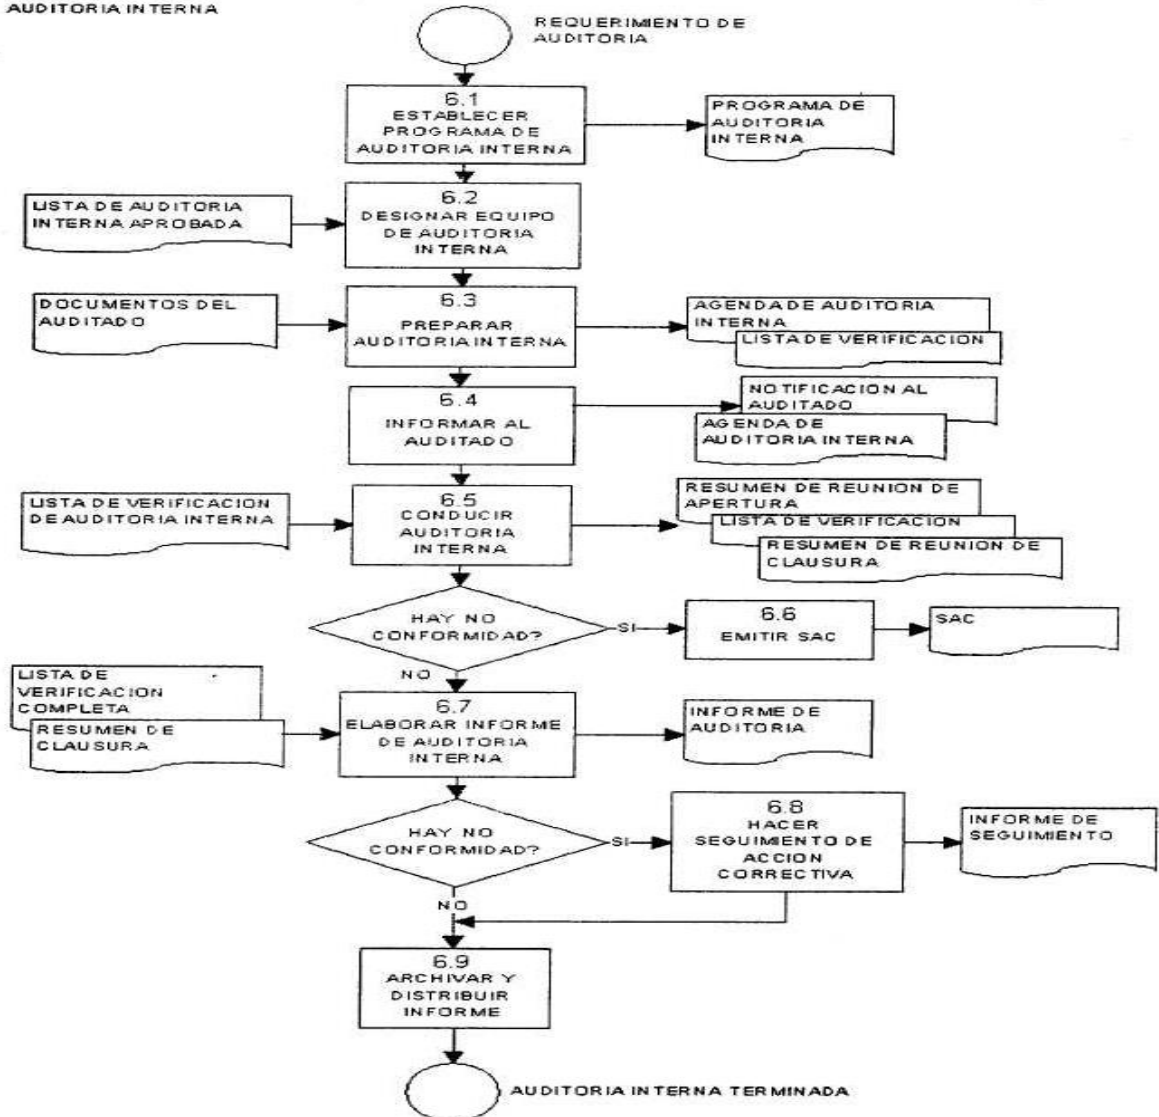 AUDITORIA INTERNA
REQUERIMIENTO DE
AUDITORIA
6.1
ESTABLECER
PROGRAMA DE
AUDITORIA INTERNA
PROGRAMA DE
AUDITORIA
INTERNA
LISTA DE AUDITORIA
INTERNA APROBADA
6.2
DESIGNAR EQUIPO
DE AUDITORIA
INTERNA
DOCUMENTOS DEL
AUDITADO
6.3
PREPARAR
AUDITORIA INTERNA
AGENDA DE AUDITORIA
INTERNA
LISTA DE VERIFICACION
6.4
INFORMAR AL
AUDITADO
NOTIFICACION AL
AUDITADO
AGENDA DE
AUDITORIA INTERNA
LISTA DE VERIFICACION
DE AUDITORIA INTERNA
6.5
CONDUCIR
AUDITORIA
INTERNA
RESUMEN DE REUNION DE
APERTURA
LISTA DE VERIFICACION
RESUMEN DE REUNION DE
CLAUSURA
HAY NO
CONFORMIDAD?
SI
6.6
EMITIR SAC
SAC
NO
LISTA DE
VERIFICACION
COMPLETA
RESUMEN DE
CLAUSURA
6.7
ELABORAR INFORME
DE AUDITORIA
INTERNA
INFORME DE
AUDITORIA
HAY NO
CONFORMIDAD?
SI
6.8
HACER
SEGUIMIENTO DE
ACCION
CORRECTIVA
INFORME DE
SEGUIMIENTO
NO
6.9
ARCHIVAR Y
DISTRIBUIR
INFORME
AUDITORIA INTERNA TERMINADA